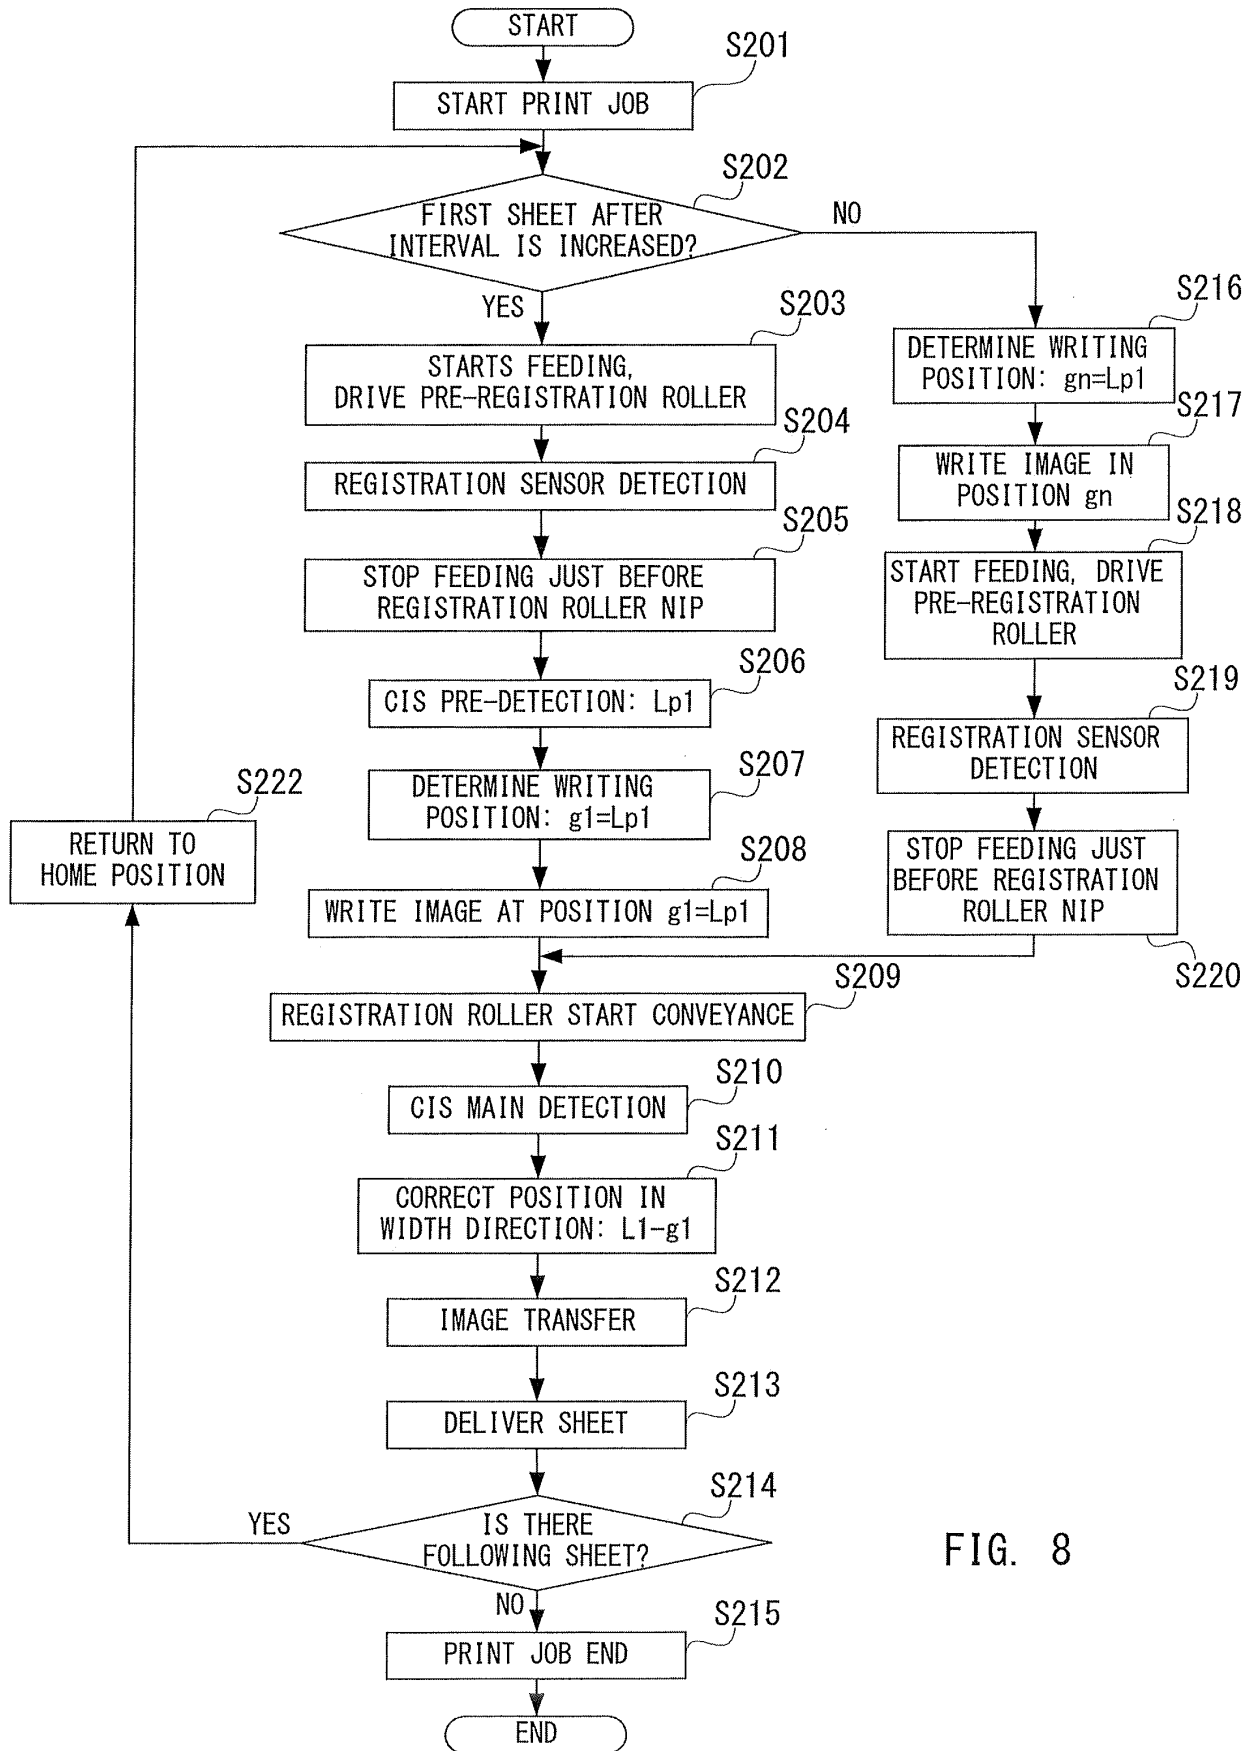 START
S201
START PRINT JOB
S202
FIRST SHEET AFTER
INTERVAL IS INCREASED?
NO
YES
S203
STARTS FEEDING,
DRIVE PRE-REGISTRATION ROLLER
S204
REGISTRATION SENSOR DETECTION
S205
STOP FEEDING JUST BEFORE
REGISTRATION ROLLER NIP
S206
CIS PRE-DETECTION: Lp1
S207
DETERMINE WRITING
POSITION: g1=Lp1
S208
WRITE IMAGE AT POSITION g1=Lp1
S216
DETERMINE WRITING
POSITION: gn=Lp1
S217
WRITE IMAGE IN
POSITION gn
S218
START FEEDING, DRIVE
PRE-REGISTRATION
ROLLER
S219
REGISTRATION SENSOR
DETECTION
STOP FEEDING JUST
BEFORE REGISTRATION
ROLLER NIP
S220
S222
RETURN TO
HOME POSITION
S209
REGISTRATION ROLLER START CONVEYANCE
S210
CIS MAIN DETECTION
S211
CORRECT POSITION IN
WIDTH DIRECTION: L1-g1
S212
IMAGE TRANSFER
S213
DELIVER SHEET
S214
IS THERE
FOLLOWING SHEET?
YES
NO
S215
PRINT JOB END
END
FIG. 8